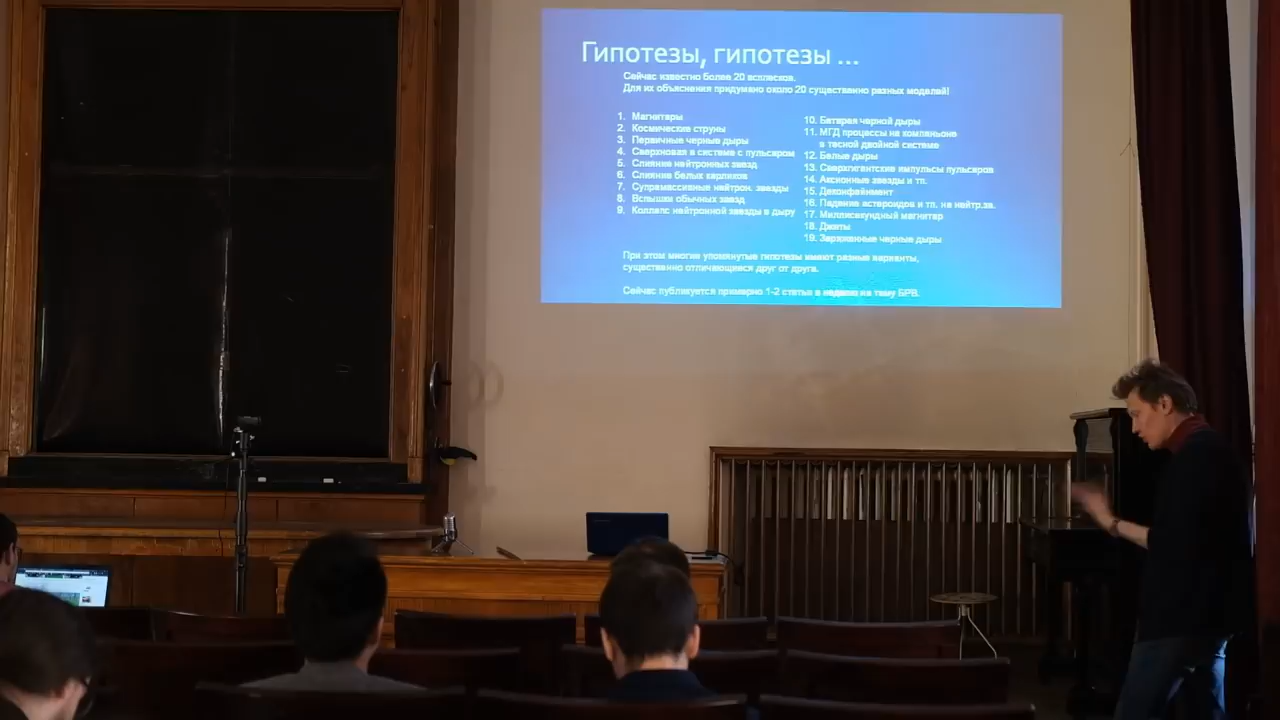 Гипотезы, гипотезы ...
Сейчас известно более 20 всплесков.
Для их объяснения придумано около 20 существенно разных моделей!
1. Магнитары
2. Космические струны
3. Первичные черные дыры
4. Сверхновая в системе с пульсаром
5. Слияние нейтронных звезд
6. Слияние белых карликов
7. Супрамассивные нейтрон. звезды
8. Вспышки обычных звезд
9. Коллапс нейтронной звезды в дыру
10. Батарея черной дыры
11. МГД процессы на компаньоне
в тесной двойной системе
12. Белые дыры
13. Сверхгигантские импульсы пульсаров
14. Аксионные звезды и тп.
15. Деконфайнмент
16. Падение астероидов и тп. на нейтр.зв.
17. Миллисекундный магнитар
18. Джеты
19. Заряженные черные дыры
При этом многие упомянутые гипотезы имеют разные варианты,
существенно отличающиеся друг от друга.
Сейчас публикуется примерно 1-2 статьи в неделю на тему БРВ.